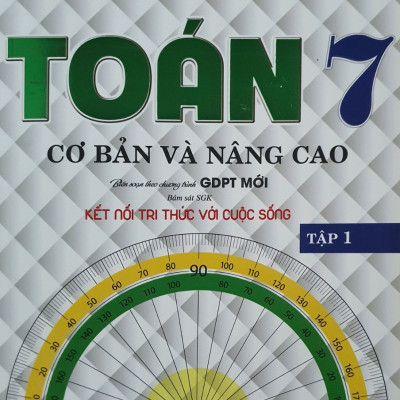 TOÁN 7
CƠ BẢN VÀ NÂNG CAO
Biên soạn theo chương trình GDPT MỚI
Bám sát SGK
KẾT NỐI TRI THỨC VỚI CUỘC SỐNG
TẬP 1
90